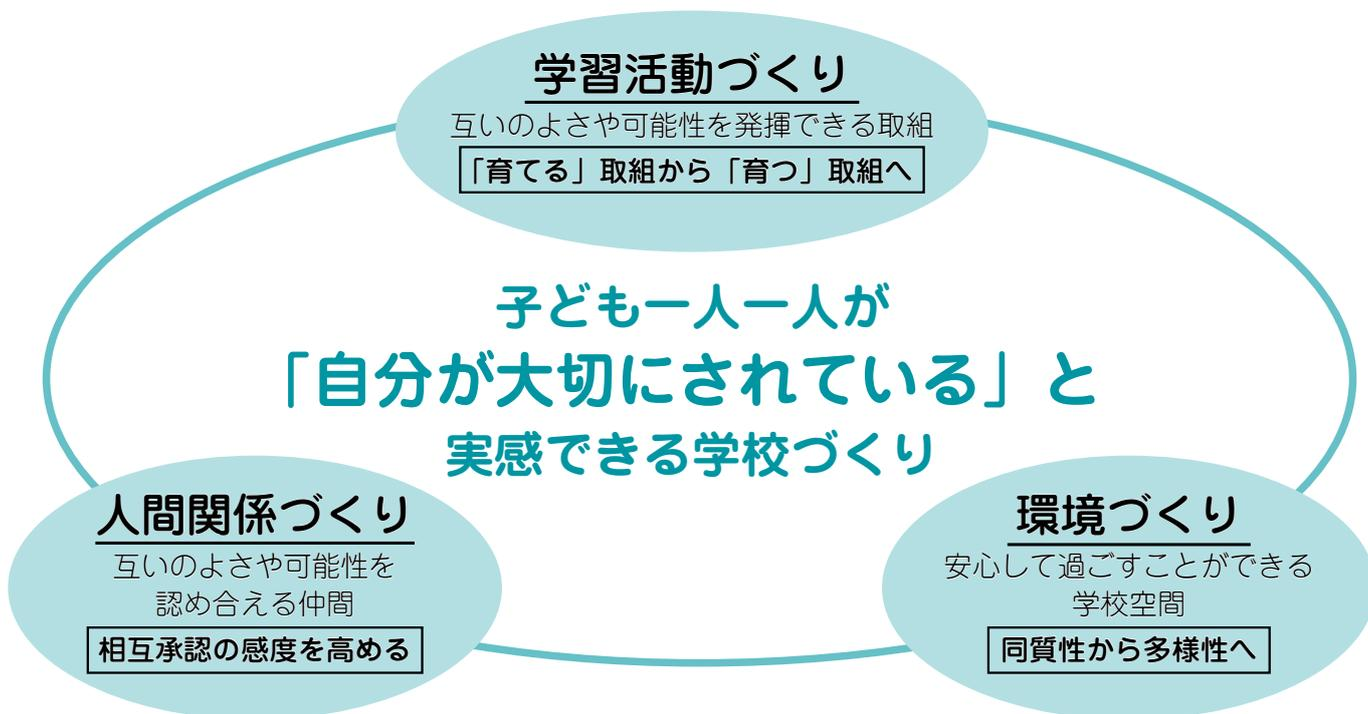 学習活動づくり
互いのよさや可能性を発揮できる取組
「育てる」取組から「育つ」取組へ
子ども一人一人が
「自分が大切にされている」と
実感できる学校づくり
人間関係づくり
互いのよさや可能性を
認め合える仲間
相互承認の感度を高める
環境づくり
安心して過ごすことができる
学校空間
同質性から多様性へ